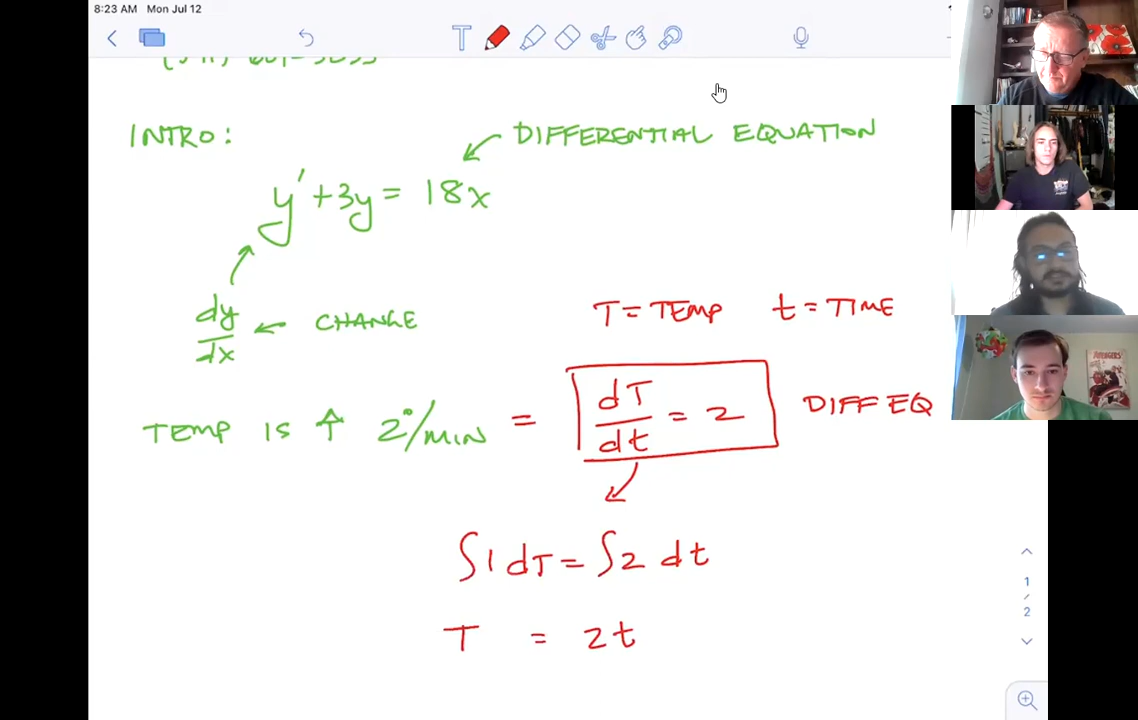 8:23 AM Mon Jul 12
INTRO:
DIFFERENTIAL EQUATION
y' + 3y = 18x
dy/dx ← CHANGE
T = TEMP t = TIME
TEMP IS ↑ 2°/MIN = dT/dt = 2 DIFF EQ
∫1 dT = ∫2 dt
T = 2t
1
/
2
AVENGERS